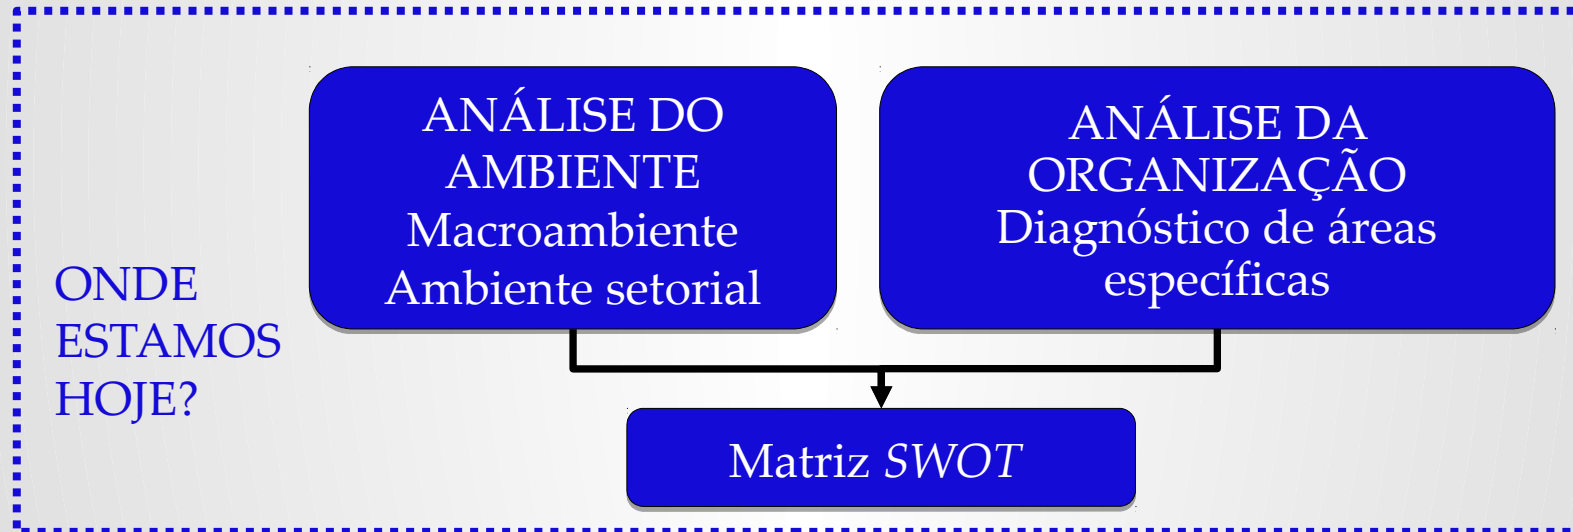 ANÁLISE DO
AMBIENTE
Macroambiente
Ambiente setorial
ANÁLISE DA
ORGANIZAÇÃO
Diagnóstico de áreas
específicas
ONDE
ESTAMOS
HOJE?
Matriz SWOT